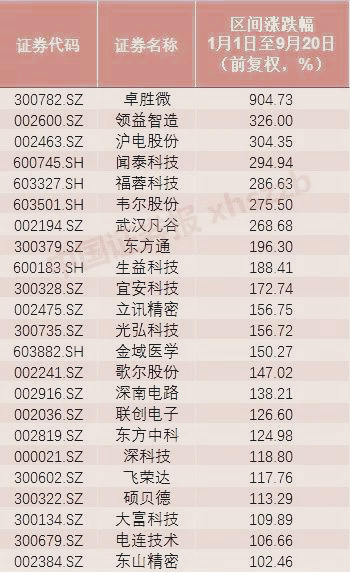 证券代码 证券名称 区间涨跌幅
1月1日至9月20日
（前复权，%）
300782.SZ 卓胜微 904.73
002600.SZ 领益智造 326.00
002463.SZ 沪电股份 304.35
600745.SH 闻泰科技 294.94
603327.SH 福蓉科技 286.63
603501.SH 韦尔股份 275.50
002194.SZ 武汉凡谷 268.68
300379.SZ 东方通 196.30
600183.SH 生益科技 188.41
300328.SZ 宜安科技 172.74
002475.SZ 立讯精密 156.75
300735.SZ 光弘科技 156.72
603882.SH 金域医学 150.27
002241.SZ 歌尔股份 147.02
002916.SZ 深南电路 138.21
002036.SZ 联创电子 126.60
002819.SZ 东方中科 124.98
000021.SZ 深科技 118.80
300602.SZ 飞荣达 117.76
300322.SZ 硕贝德 113.29
300134.SZ 大富科技 109.89
300679.SZ 电连技术 106.66
002384.SZ 东山精密 102.46